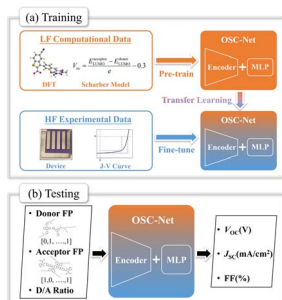 (a) Training
LF Computational Data
OSC-Net
DFT
Scharber Model
Pre-train
Encoder + MLP
Transfer Learning
HF Experimental Data
OSC-Net
Device
J-V Curve
Fine-tune
Encoder + MLP
(b) Testing
• Donor FP
[0,1, ....,1]
• Acceptor FP
[1,0, ....,1]
• D/A Ratio
OSC-Net
Encoder + MLP
• V_OC(V)
• J_SC(mA/cm²)
• FF(%)